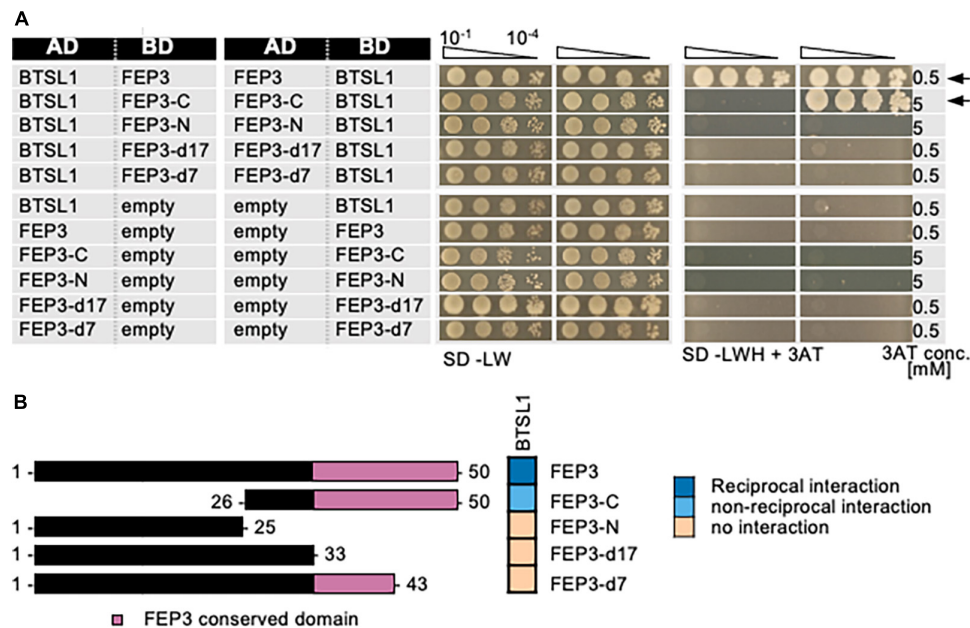 A
AD BD AD BD 10-1 10-4
BTSL1 FEP3 FEP3 BTSL1 0.5
BTSL1 FEP3-C FEP3-C BTSL1 5
BTSL1 FEP3-N FEP3-N BTSL1 5
BTSL1 FEP3-d17 FEP3-d17 BTSL1 0.5
BTSL1 FEP3-d7 FEP3-d7 BTSL1 0.5
BTSL1 empty empty BTSL1 0.5
FEP3 empty empty FEP3 0.5
FEP3-C empty empty FEP3-C 5
FEP3-N empty empty FEP3-N 5
FEP3-d17 empty empty FEP3-d17 0.5
FEP3-d7 empty empty FEP3-d7 0.5
SD -LW SD -LWH + 3AT 3AT conc.
[mM]
B
BTSL1
1 - - 50 FEP3
26 - - 50 FEP3-C
1 - - 25 FEP3-N
1 - - 33 FEP3-d17
1 - - 43 FEP3-d7
Reciprocal interaction
non-reciprocal interaction
no interaction
FEP3 conserved domain